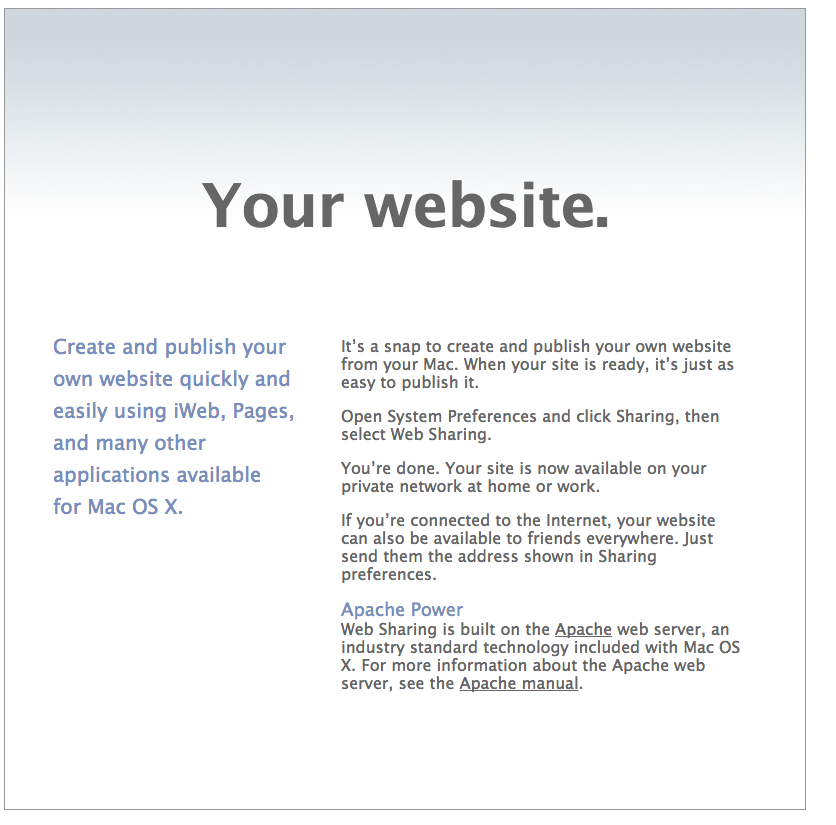 Your website.
Create and publish your
own website quickly and
easily using iWeb, Pages,
and many other
applications available
for Mac OS X.
It’s a snap to create and publish your own website
from your Mac. When your site is ready, it’s just as
easy to publish it.
Open System Preferences and click Sharing, then
select Web Sharing.
You’re done. Your site is now available on your
private network at home or work.
If you’re connected to the Internet, your website
can also be available to friends everywhere. Just
send them the address shown in Sharing
preferences.
Apache Power
Web Sharing is built on the Apache web server, an
industry standard technology included with Mac OS
X. For more information about the Apache web
server, see the Apache manual.